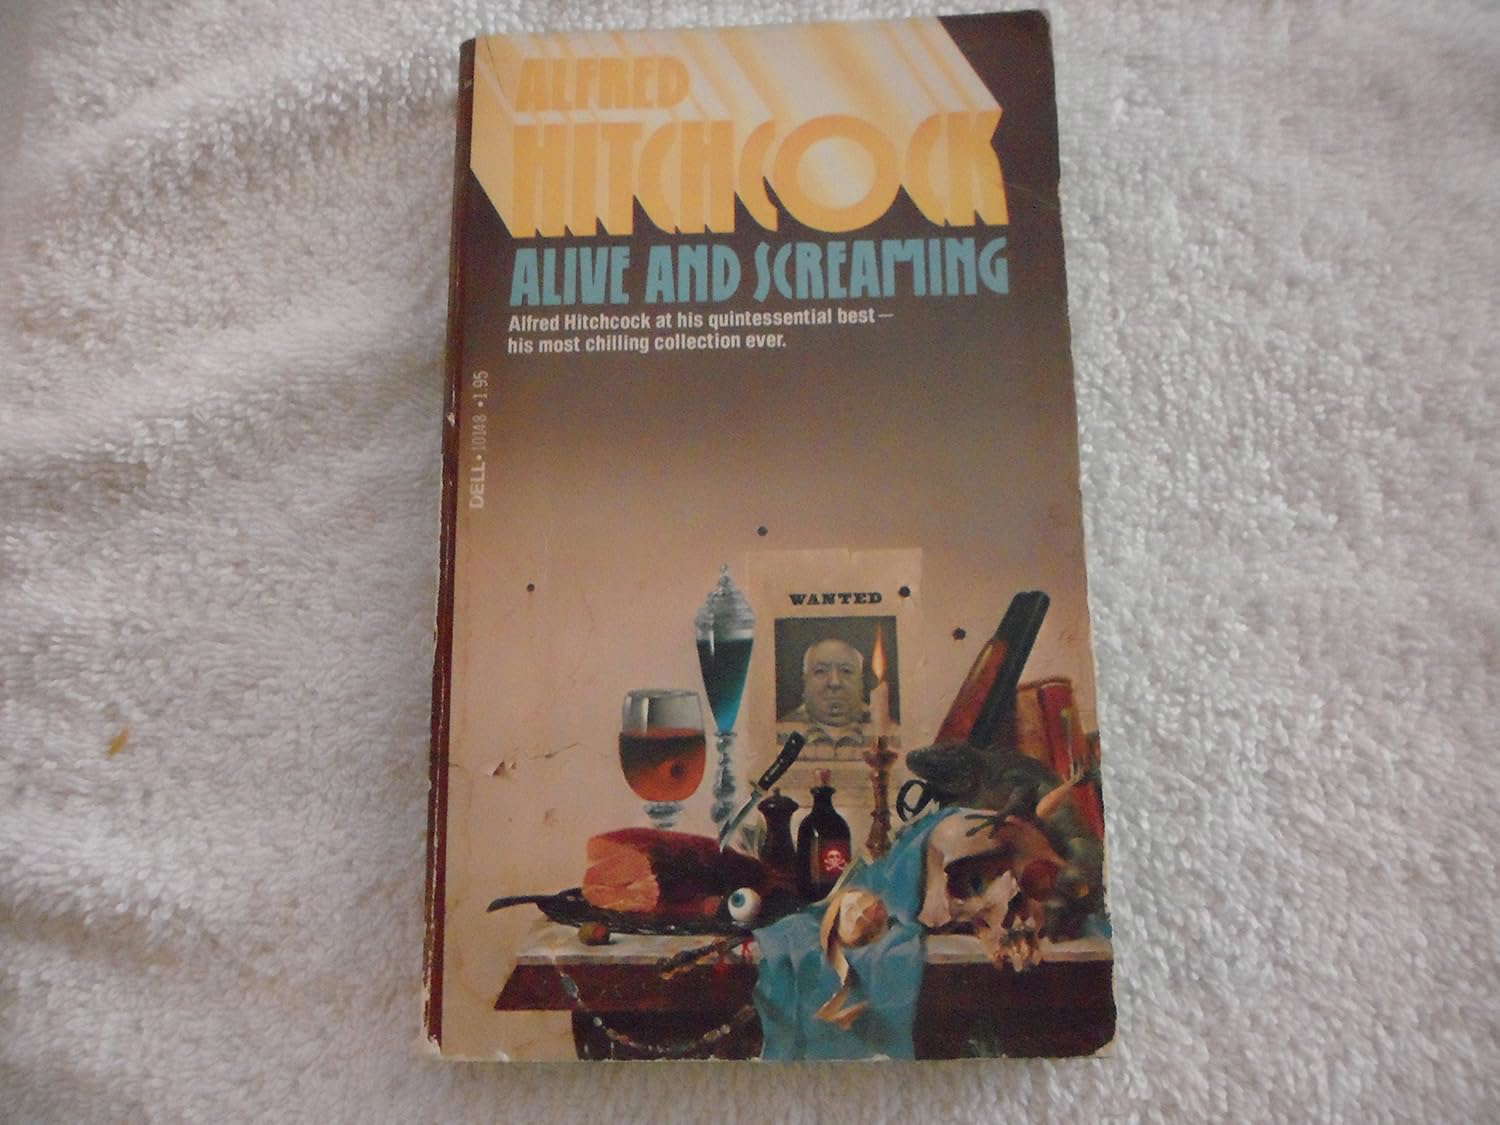 ALFRED
HITCHCOCK
ALIVE AND SCREAMING
Alfred Hitchcock at his quintessential best—
his most chilling collection ever.
DELL • 10148 • 1.95
WANTED